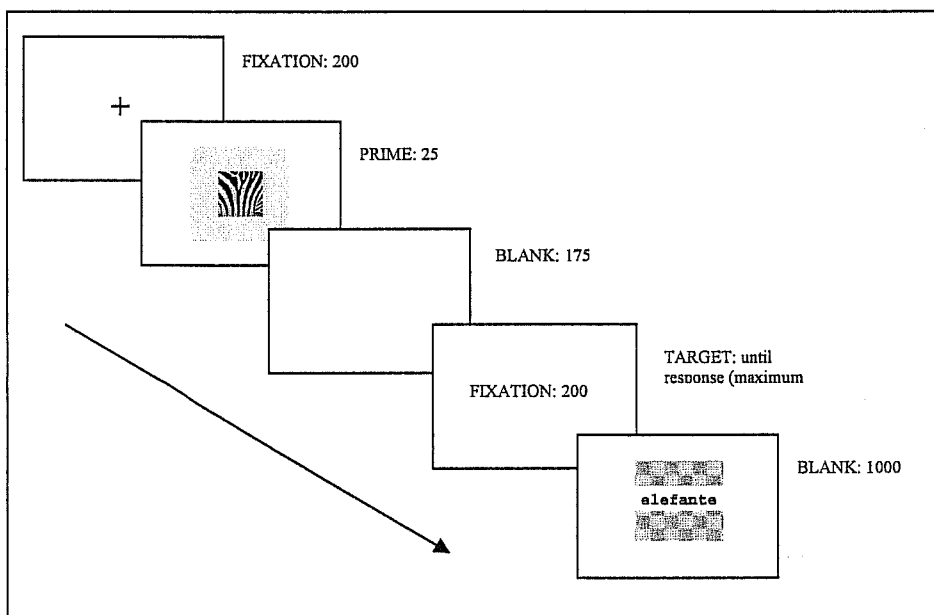 FIXATION: 200
PRIME: 25
BLANK: 175
TARGET: until
response (maximum
FIXATION: 200
BLANK: 1000
elefante